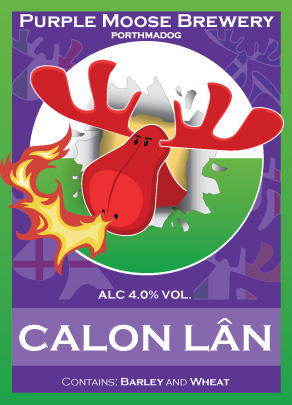 PURPLE MOOSE BREWERY
PORTHMADOG
ALC 4.0% VOL.
CALON LÂN
CONTAINS: BARLEY AND WHEAT